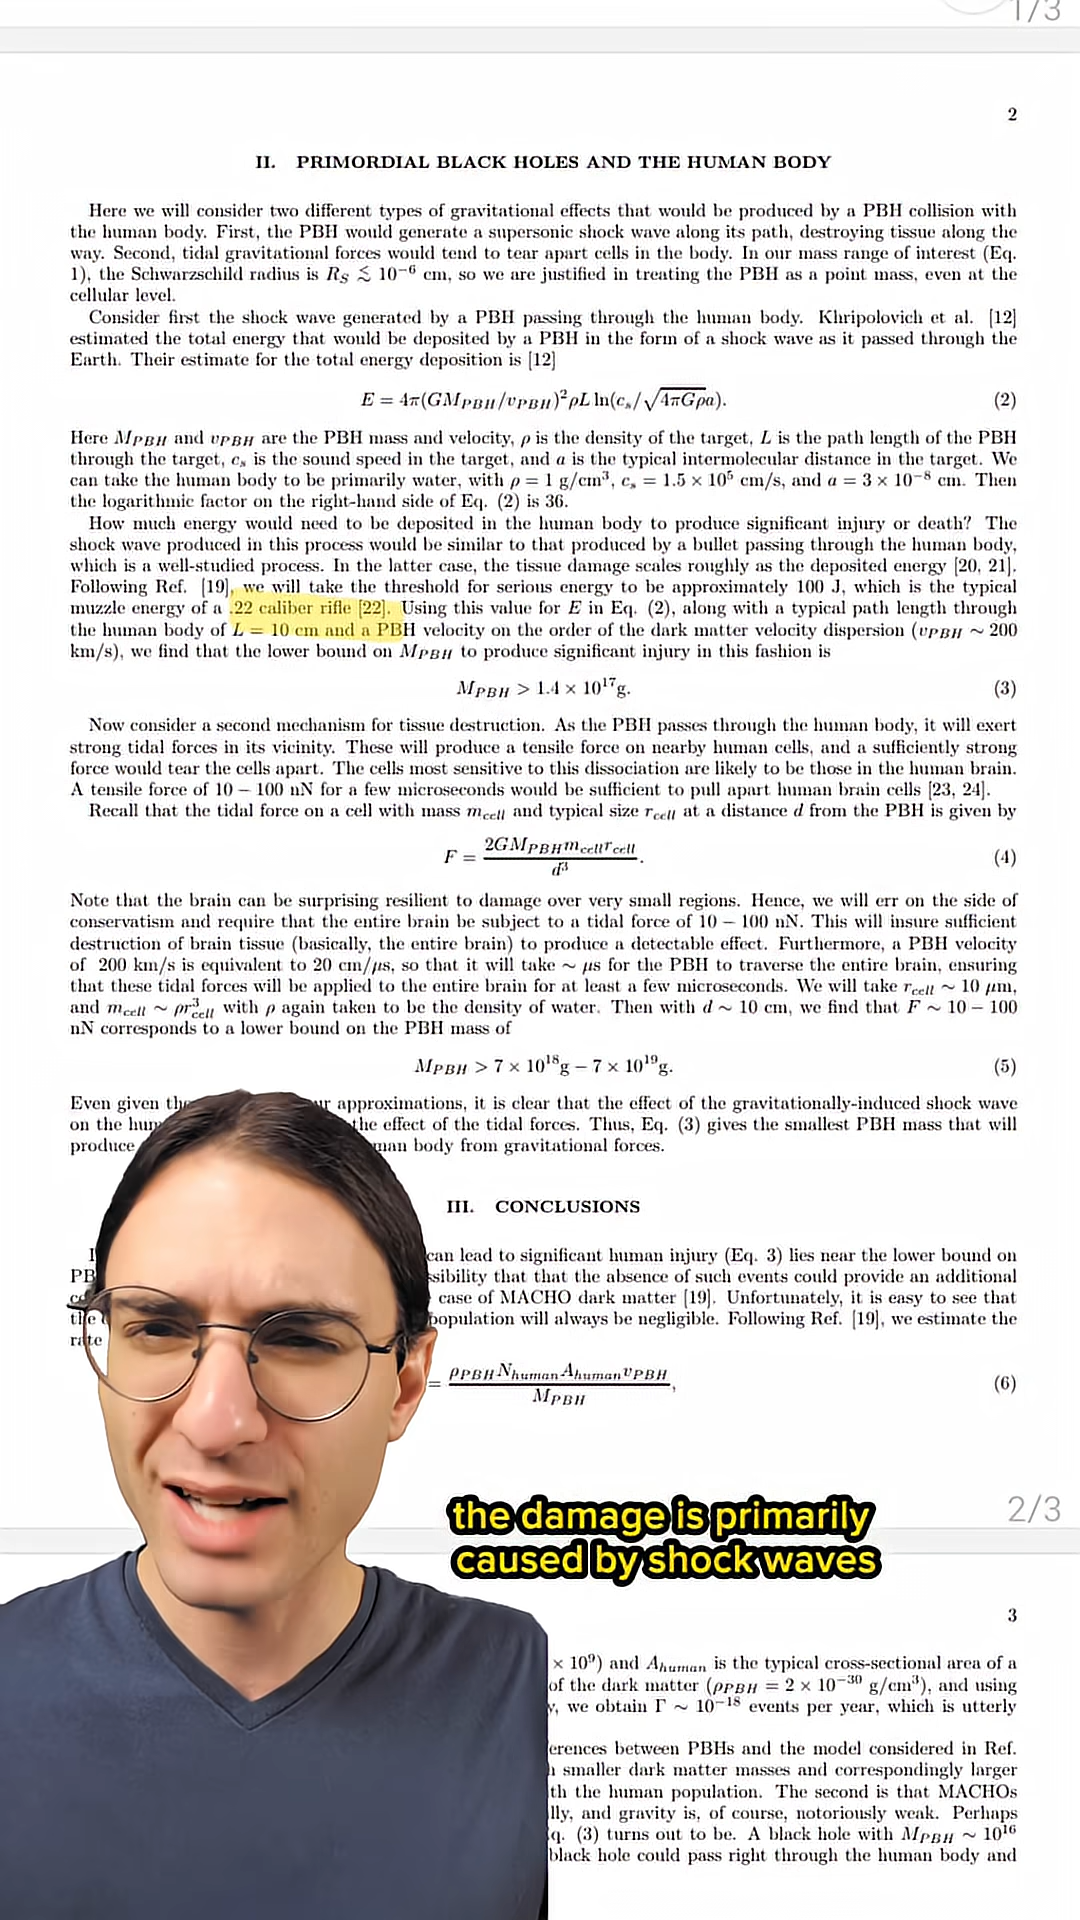 1/3
2
II. PRIMORDIAL BLACK HOLES AND THE HUMAN BODY
Here we will consider two different types of gravitational effects that would be produced by a PBH collision with
the human body. First, the PBH would generate a supersonic shock wave along its path, destroying tissue along the
way. Second, tidal gravitational forces would tend to tear apart cells in the body. In our mass range of interest (Eq.
1), the Schwarzschild radius is R_S ≲ 10⁻⁶ cm, so we are justified in treating the PBH as a point mass, even at the
cellular level.
Consider first the shock wave generated by a PBH passing through the human body. Khripolovich et al. [12]
estimated the total energy that would be deposited by a PBH in the form of a shock wave as it passed through the
Earth. Their estimate for the total energy deposition is [12]
E = 4π(GM_PBH/v_PBH)²ρL ln(c_s/√4πGρa). (2)
Here M_PBH and v_PBH are the PBH mass and velocity, ρ is the density of the target, L is the path length of the PBH
through the target, c_s is the sound speed in the target, and a is the typical intermolecular distance in the target. We
can take the human body to be primarily water, with ρ = 1 g/cm³, c_s = 1.5 × 10⁵ cm/s, and a = 3 × 10⁻⁸ cm. Then
the logarithmic factor on the right-hand side of Eq. (2) is 36.
How much energy would need to be deposited in the human body to produce significant injury or death? The
shock wave produced in this process would be similar to that produced by a bullet passing through the human body,
which is a well-studied process. In the latter case, the tissue damage scales roughly as the deposited energy [20, 21].
Following Ref. [19], we will take the threshold for serious energy to be approximately 100 J, which is the typical
muzzle energy of a .22 caliber rifle [22]. Using this value for E in Eq. (2), along with a typical path length through
the human body of L = 10 cm and a PBH velocity on the order of the dark matter velocity dispersion (v_PBH ∼ 200
km/s), we find that the lower bound on M_PBH to produce significant injury in this fashion is
M_PBH > 1.4 × 10¹⁷g. (3)
Now consider a second mechanism for tissue destruction. As the PBH passes through the human body, it will exert
strong tidal forces in its vicinity. These will produce a tensile force on nearby human cells, and a sufficiently strong
force would tear the cells apart. The cells most sensitive to this dissociation are likely to be those in the human brain.
A tensile force of 10 − 100 nN for a few microseconds would be sufficient to pull apart human brain cells [23, 24].
Recall that the tidal force on a cell with mass m_cell and typical size r_cell at a distance d from the PBH is given by
F = 2GM_PBH m_cell r_cell / d³. (4)
Note that the brain can be surprising resilient to damage over very small regions. Hence, we will err on the side of
conservatism and require that the entire brain be subject to a tidal force of 10 − 100 nN. This will insure sufficient
destruction of brain tissue (basically, the entire brain) to produce a detectable effect. Furthermore, a PBH velocity
of 200 km/s is equivalent to 20 cm/μs, so that it will take ∼ μs for the PBH to traverse the entire brain, ensuring
that these tidal forces will be applied to the entire brain for at least a few microseconds. We will take r_cell ∼ 10 μm,
and m_cell ∼ ρr³_cell with ρ again taken to be the density of water. Then with d ∼ 10 cm, we find that F ∼ 10 − 100
nN corresponds to a lower bound on the PBH mass of
M_PBH > 7 × 10¹⁸g − 7 × 10¹⁹g. (5)
Even given approximations, it is clear that the effect of the gravitationally-induced shock wave
on the the effect of the tidal forces. Thus, Eq. (3) gives the smallest PBH mass that will
produce body from gravitational forces.
III. CONCLUSIONS
can lead to significant human injury (Eq. 3) lies near the lower bound on
that that the absence of such events could provide an additional
case of MACHO dark matter [19]. Unfortunately, it is easy to see that
the population will always be negligible. Following Ref. [19], we estimate the
rate
= ρ_PBH N_human A_human v_PBH / M_PBH, (6)
the damage is primarily
caused by shock waves
2/3
3
× 10⁹) and A_human is the typical cross-sectional area of a
of the dark matter (ρ_PBH = 2 × 10⁻³⁰ g/cm³), and using
we obtain Γ ∼ 10⁻¹⁸ events per year, which is utterly
between PBHs and the model considered in Ref.
smaller dark matter masses and correspondingly larger
the human population. The second is that MACHOs
and gravity is, of course, notoriously weak. Perhaps
(3) turns out to be. A black hole with M_PBH ∼ 10¹⁶
black hole could pass right through the human body and